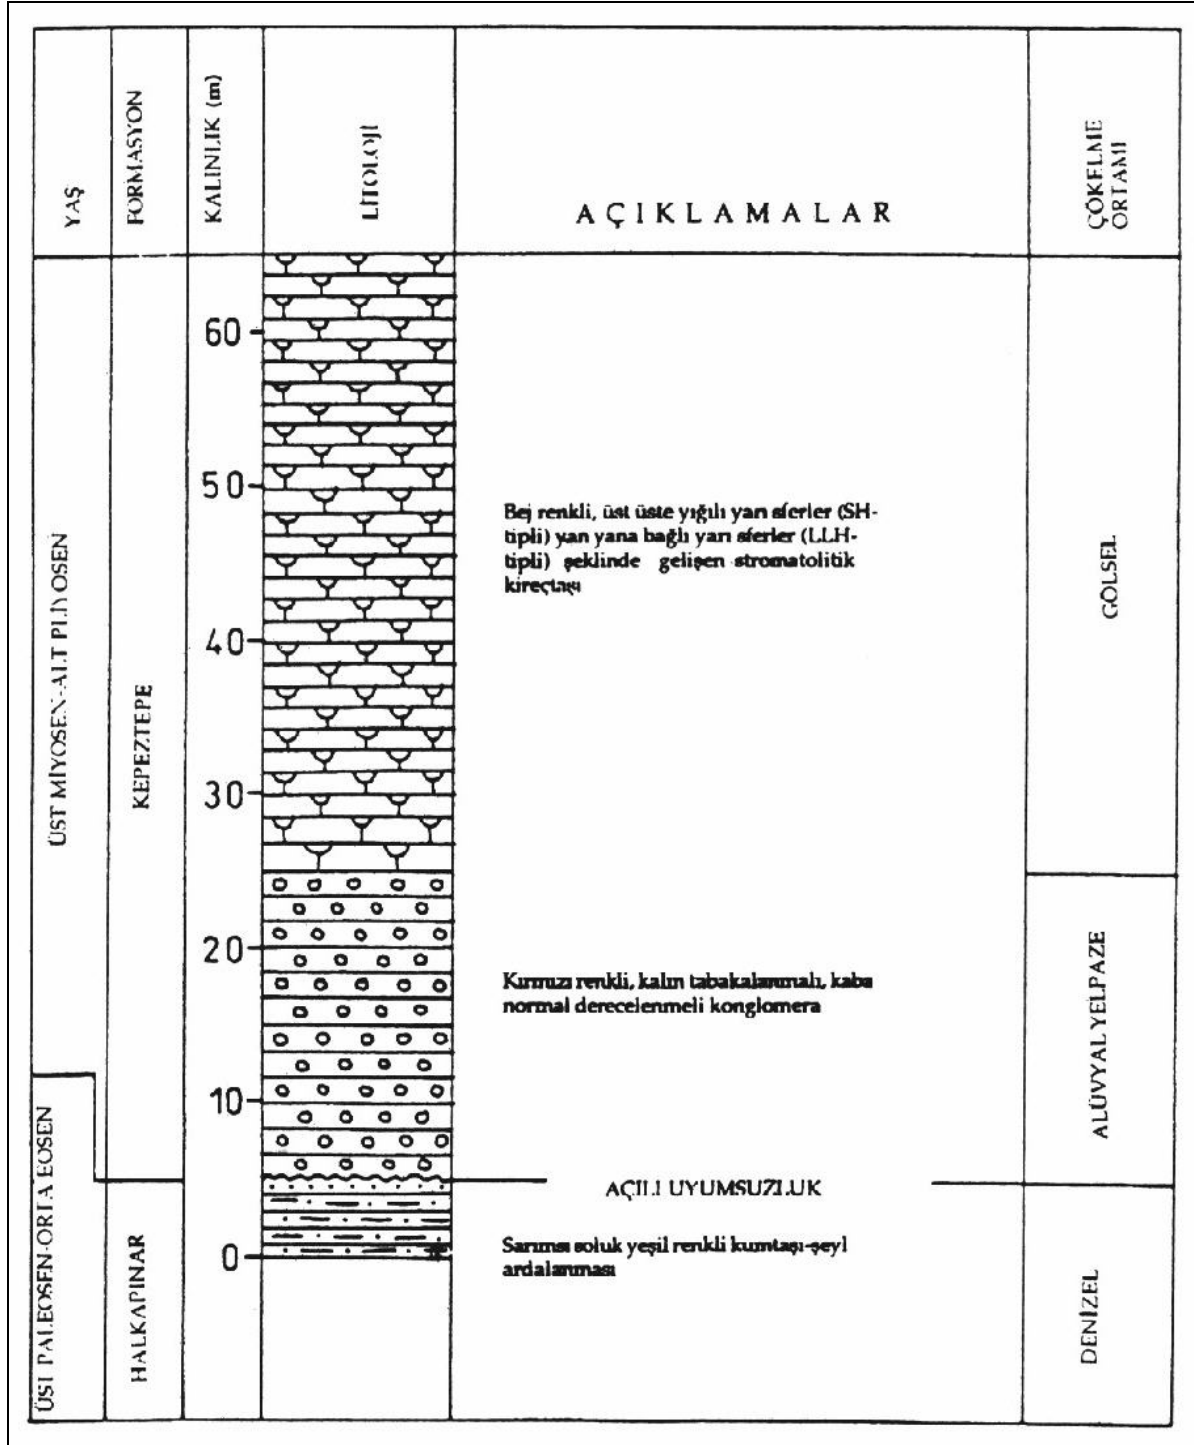 YAŞ
FORMASYON
KALINLIK (m)
LİTOLOJİ
AÇIKLAMALAR
ÇÖKELME
ORTAMI
ÜST MİYOSEN-ALT PLİYOSEN
KEPEZTEPE
60
50
40
30
20
10
0
Bej renkli, üst üste yığılı yarı sferler (SH-
tipli) yan yana bağlı yarı sferler (LLH-
tipli) şeklinde gelişen stromatolitik
kireçtaşı
GÖLSEL
Kırmızı renkli, kalın tabakalanmalı, kaba
normal derecelenmeli konglomera
ALÜVYAL YELPAZE
AÇILI UYUMSUZLUK
ÜST PALEOSEN-ORTA EOSEN
HALKAPINAR
Sarımsı soluk yeşil renkli kumtaşı-şeyl
ardalanması
DENİZEL